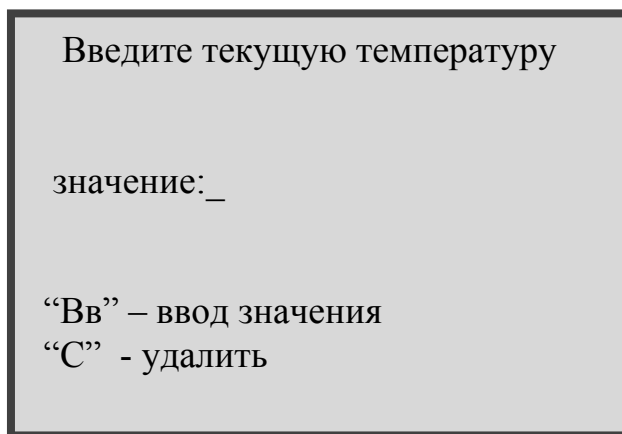 Введите текущую температуру
значение:_
“Вв” – ввод значения
“С” - удалить